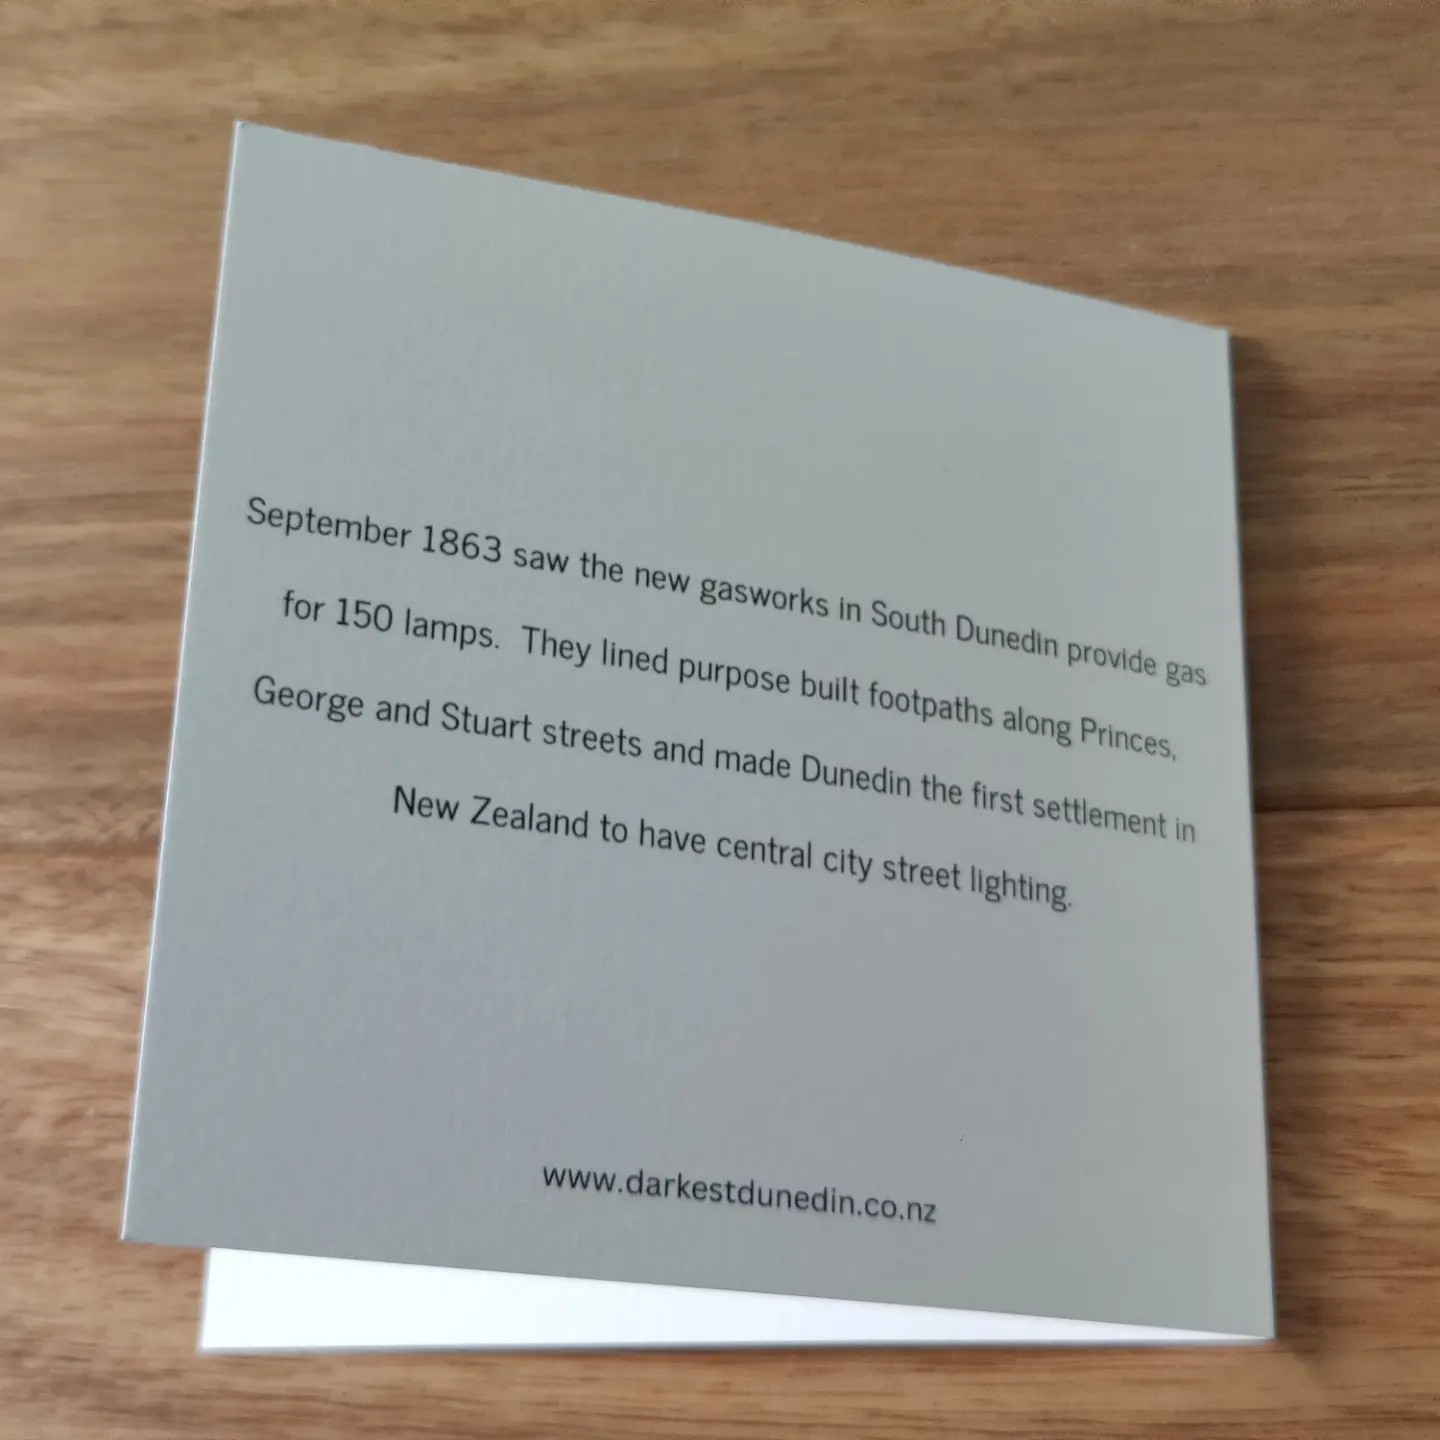 September 1863 saw the new gasworks in South Dunedin provide gas
for 150 lamps. They lined purpose built footpaths along Princes,
George and Stuart streets and made Dunedin the first settlement in
New Zealand to have central city street lighting.
www.darkestdunedin.co.nz